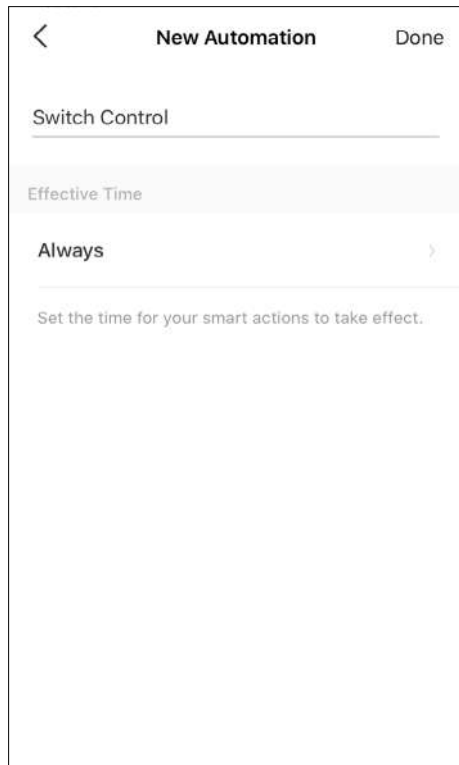 New Automation Done
Switch Control
Effective Time
Always
Set the time for your smart actions to take effect.